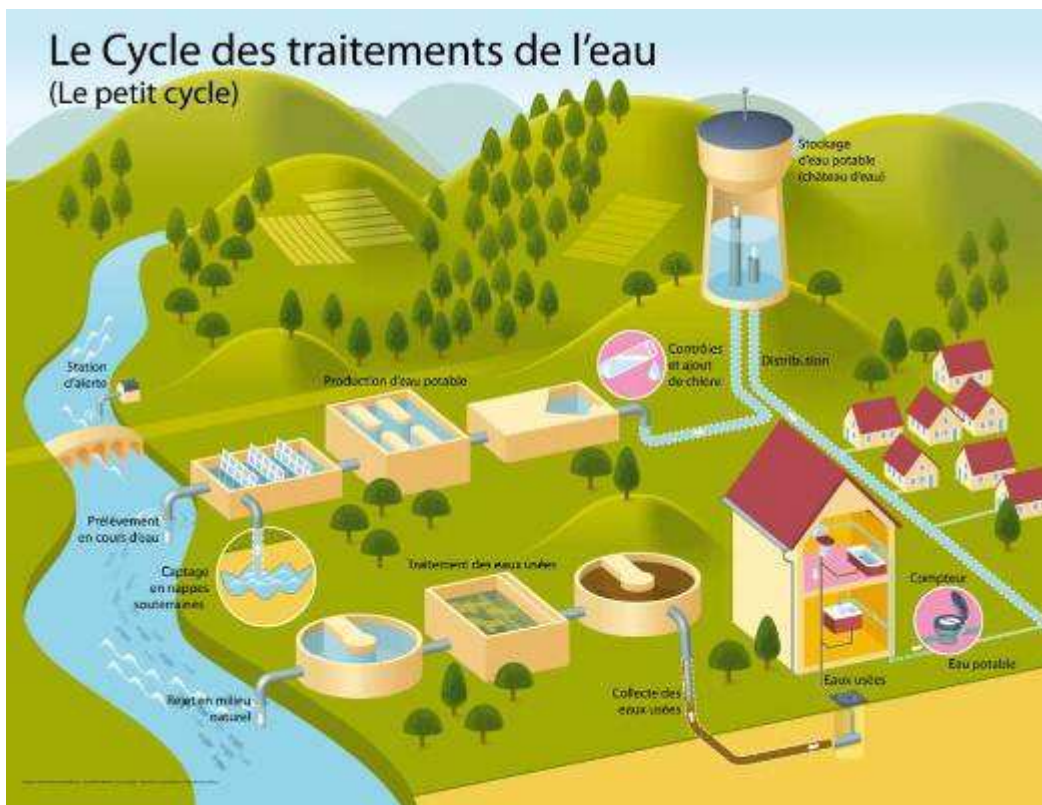 Le Cycle des traitements de l'eau
(Le petit cycle)
Stockage
d'eau potable
(château d'eau)
Station
d'alerte
Production d'eau potable
Contrôles
et ajout
de chlore
Distribution
Prélèvement
en cours d'eau
Captage
en nappes
souterraines
Traitement des eaux usées
Compteur
Eau potable
Eaux usées
Collecte des
eaux usées
Rejet en milieu
naturel